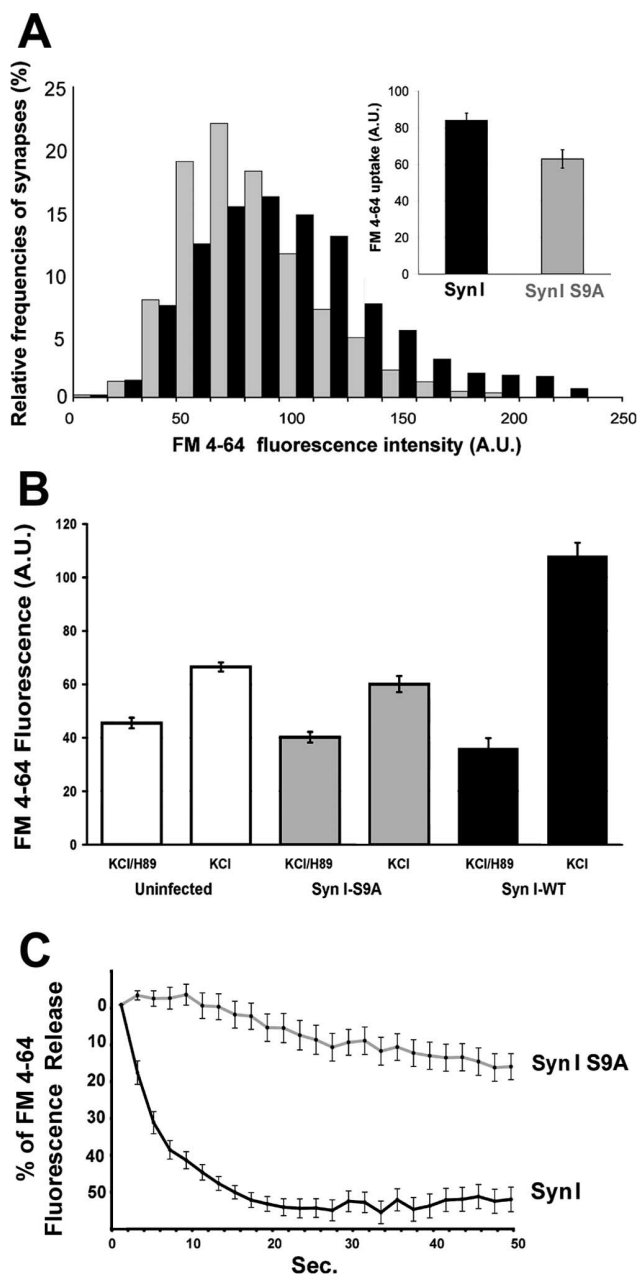 A
Relative frequencies of synapses (%)
25
20
15
10
5
0
0
50
100
150
200
250
FM 4-64 fluorescence intensity (A.U.)
FM 4-64 uptake (A.U.)
100
80
60
40
20
0
Syn I
Syn I S9A
B
FM 4-64 Fluorescence (A.U.)
120
100
80
60
40
20
0
KCl/H89 KCl KCl/H89 KCl KCl/H89 KCl
Uninfected Syn I-S9A Syn I-WT
C
% of FM 4-64
Fluorescence Release
0
10
20
30
40
50
Syn I S9A
Syn I
0 10 20 30 40 50
Sec.